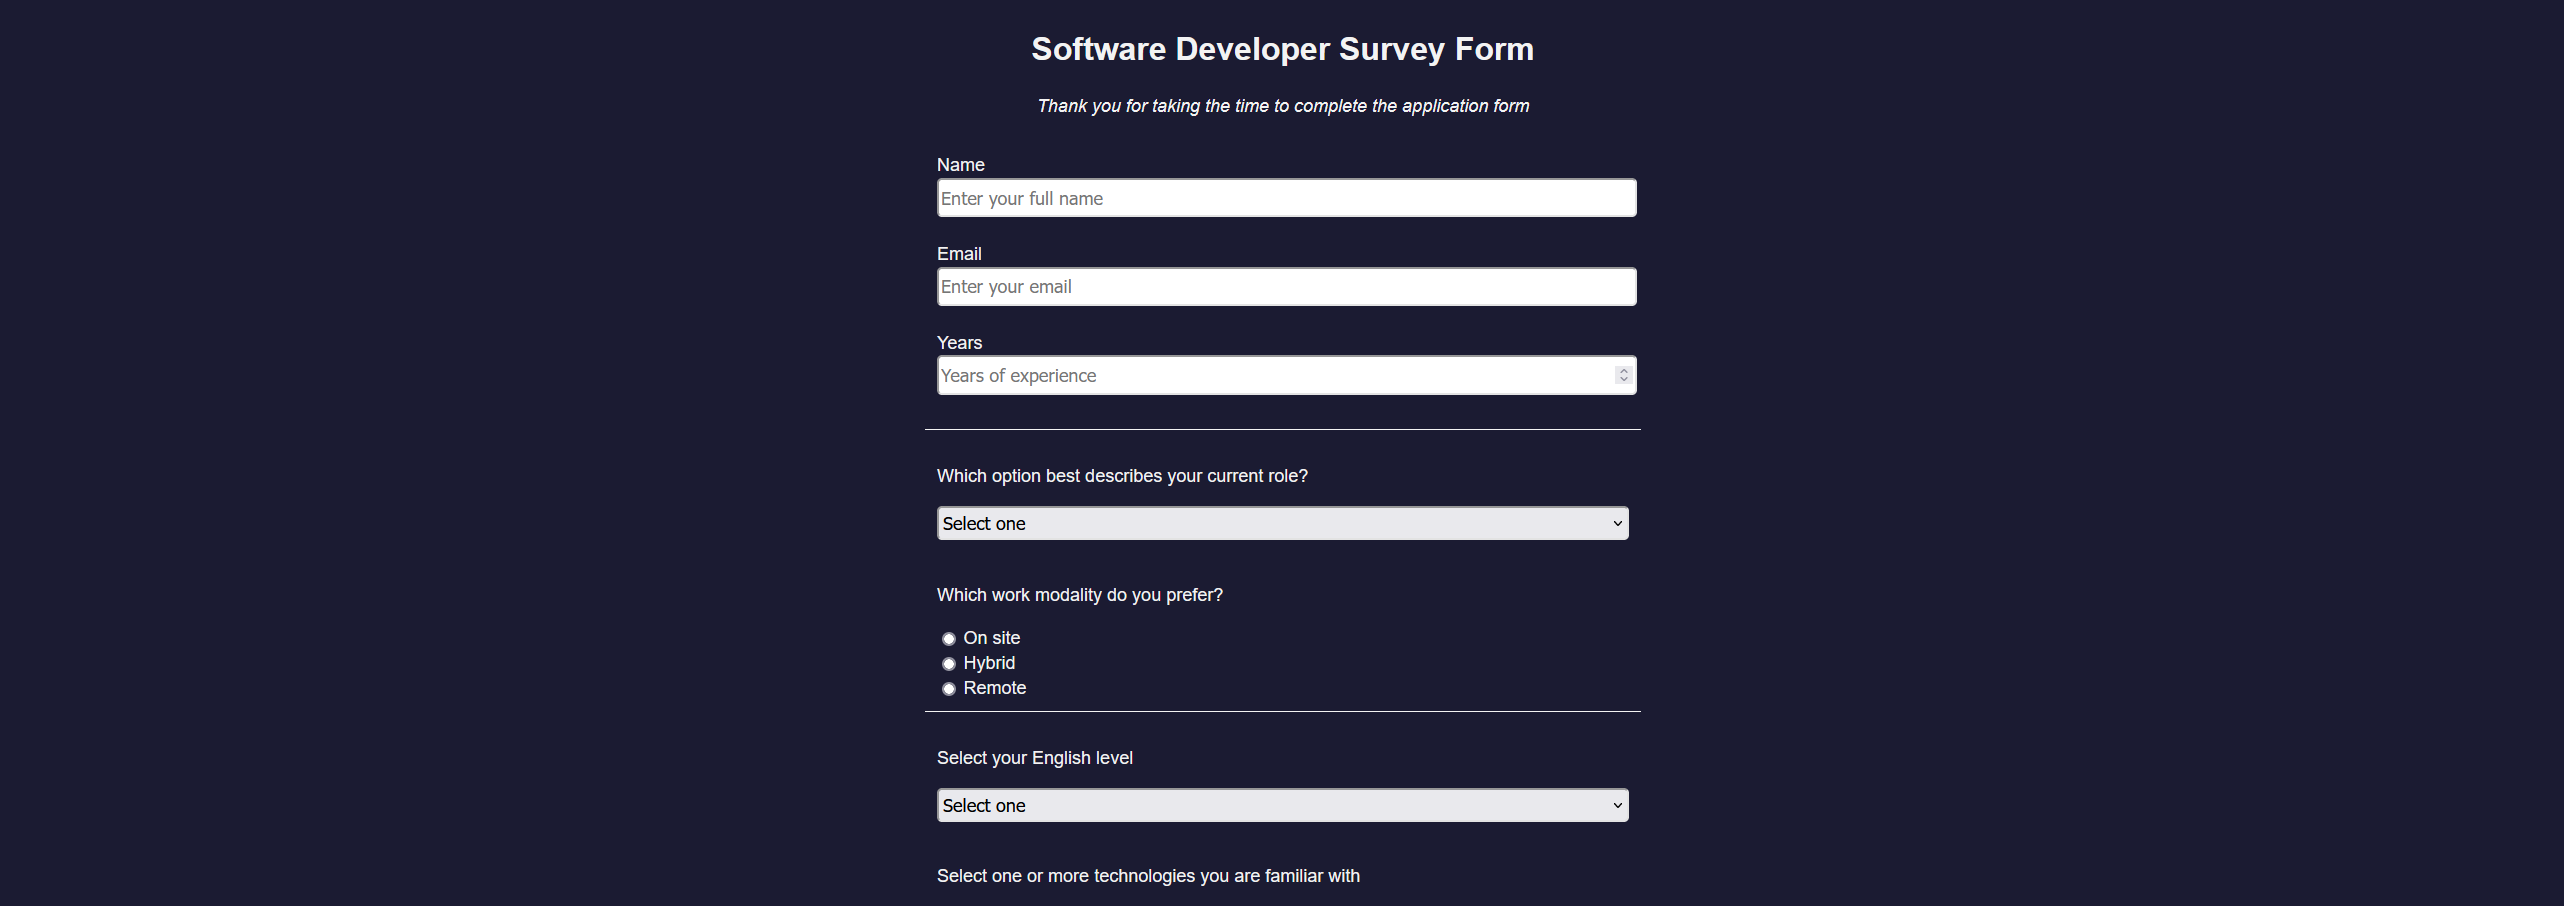 Software Developer Survey Form
Thank you for taking the time to complete the application form
Name
Enter your full name
Email
Enter your email
Years
Years of experience
Which option best describes your current role?
Select one
Which work modality do you prefer?
On site
Hybrid
Remote
Select your English level
Select one
Select one or more technologies you are familiar with